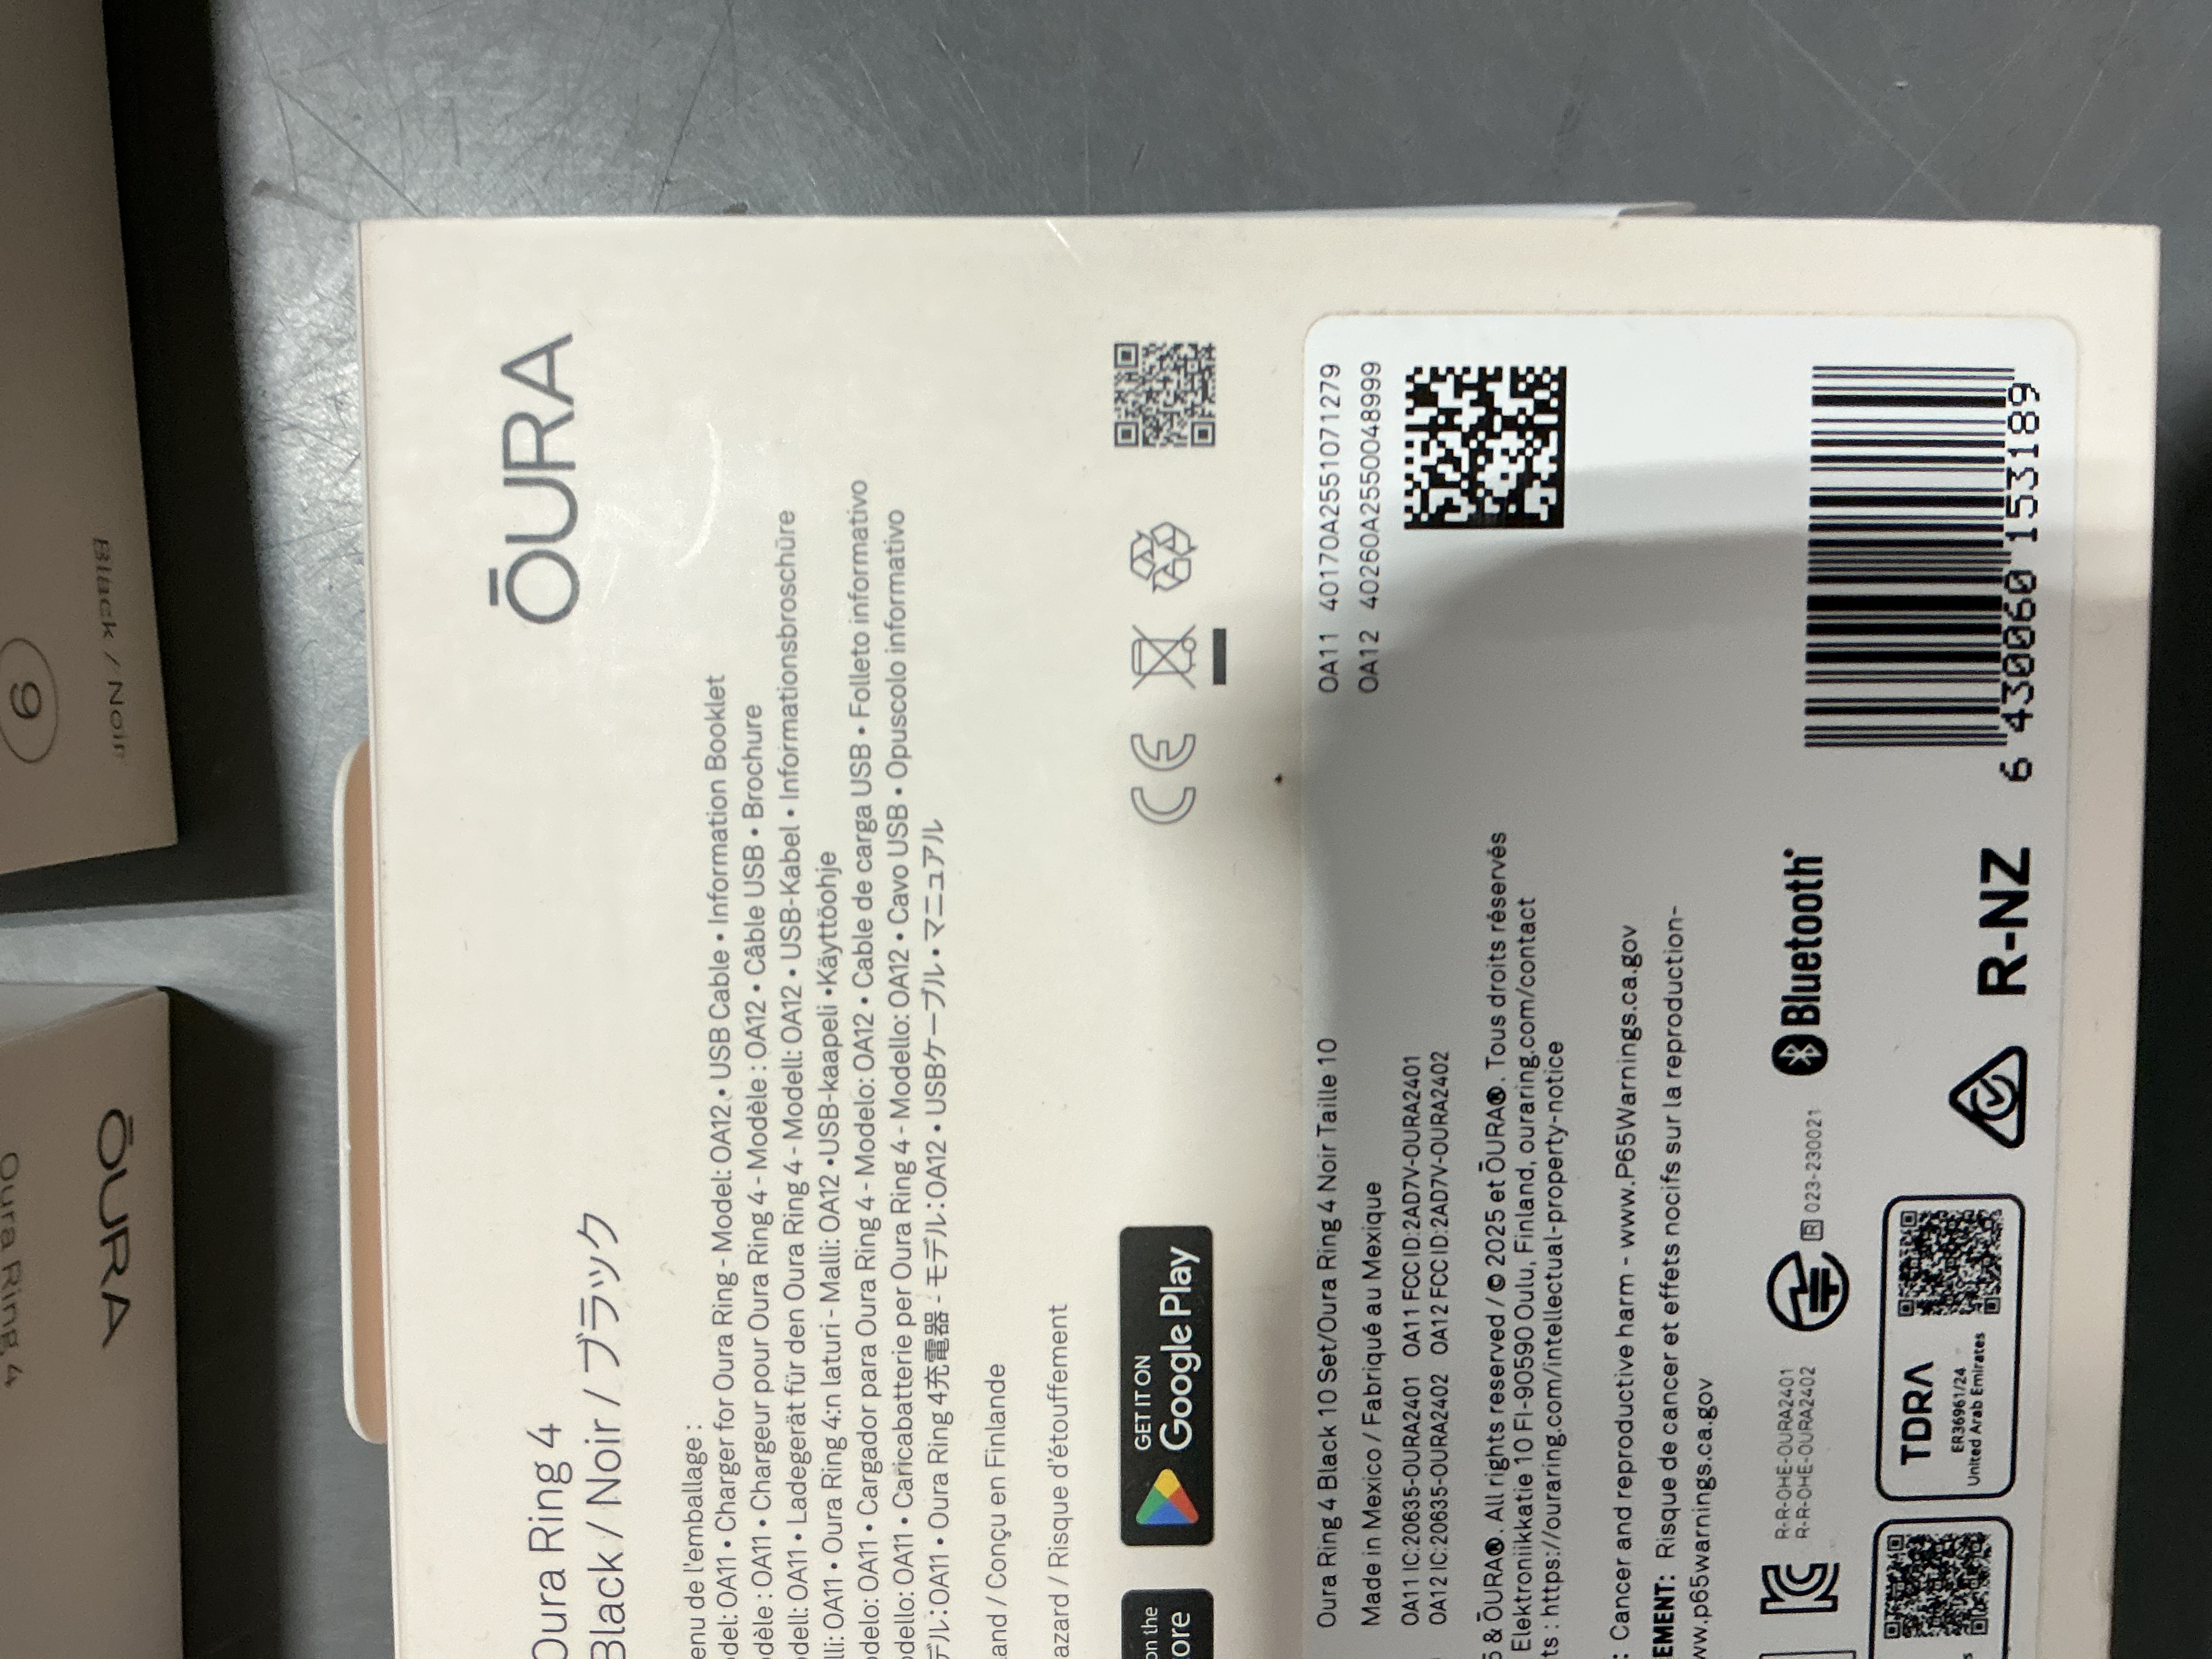 ŌURA
Oura Ring 4
Black / Noir / ブラック
enu de l'emballage :
del: OA11 • Charger for Oura Ring - Model: OA12 • USB Cable • Information Booklet
dèle : OA11 • Chargeur pour Oura Ring 4 - Modèle : OA12 • Câble USB • Brochure
dell: OA11 • Ladegerät für den Oura Ring 4 - Modell: OA12 • USB-Kabel • Informationsbroschüre
lli: OA11 • Oura Ring 4:n laturi - Malli: OA12 •USB-kaapeli •Käyttöohje
odelo: OA11 • Cargador para Oura Ring 4 - Modelo: OA12 • Cable de carga USB • Folleto informativo
odello: OA11 • Caricabatterie per Oura Ring 4 - Modello: OA12 • Cavo USB • Opuscolo informativo
デル:OA11 • Oura Ring 4充電器 - モデル:OA12 • USBケーブル • マニュアル
and / Conçu en Finlande
azard / Risque d'étouffement
on the
ore
GET IT ON
Google Play
CE
Oura Ring 4 Black 10 Set/Oura Ring 4 Noir Taille 10
Made in Mexico / Fabriqué au Mexique
OA11 IC:20635-OURA2401 OA11 FCC ID:2AD7V-OURA2401
OA12 IC:20635-OURA2402 OA12 FCC ID:2AD7V-OURA2402
OA11 40170A2551071279
OA12 40260A2550048999
5 & ŌURA®. All rights reserved / © 2025 et ŌURA®. Tous droits réservés
Elektroniikkatie 10 FI-90590 Oulu, Finland, ouraring.com/contact
ts : https://ouraring.com/intellectual-property-notice
: Cancer and reproductive harm - www.P65Warnings.ca.gov
EMENT: Risque de cancer et effets nocifs sur la reproduction-
ww.p65warnings.ca.gov
R-R-OHE-OURA2401
R-R-OHE-OURA2402
R 023-230021
Bluetooth®
TDRA
ER36961/24
United Arab Emirates
R-NZ
6 430060 153189
9
Black / Noir
ŌURA
Oura Ring 4